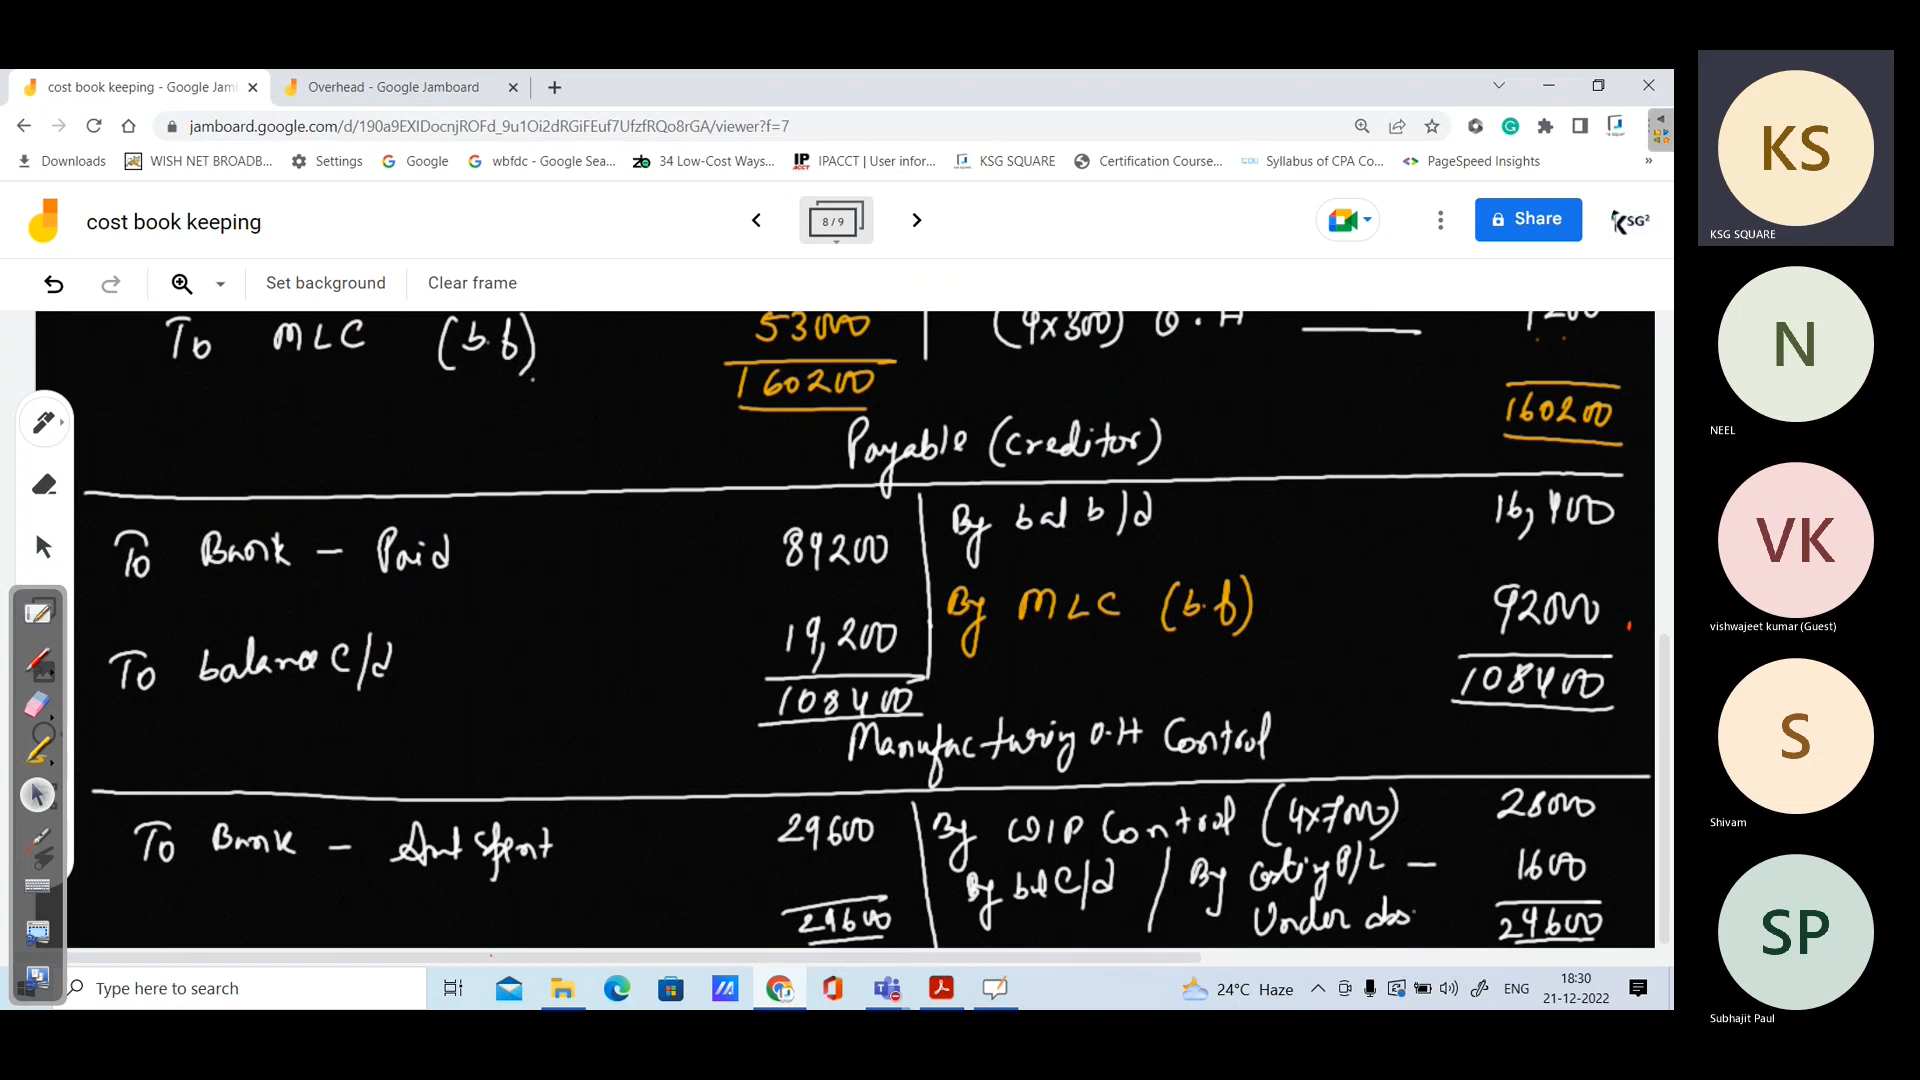 cost book keeping - Google Jam
Overhead - Google Jamboard
jamboard.google.com/d/190a9EXIDocnjROFd_9u1Oi2dRGiFEuf7UfzfRQo8rGA/viewer?f=7
Downloads WISH NET BROADB... Settings Google wbfdc - Google Sea... 34 Low-Cost Ways... IPACCT | User infor... KSG SQUARE Certification Course... Syllabus of CPA Co... PageSpeed Insights »
cost book keeping
8 / 9
Share
KSG²
Set background Clear frame
To MLC (b.f) 53000 (4x300) O.H 1200
160200 160200
Payable (creditor)
To Bank - Paid 89200 By bal b/d 16,400
To balance c/d 19,200 By MLC (b.f) 92000
108400 108400
Manufacturing O.H Control
To Bank - Amt Spent 29600 By WIP Control (4x7000) 28000
By bal c/d / By Costing P/L - 1600
Under abs.
29600 29600
Type here to search
24°C Haze
ENG
18:30
21-12-2022
KS
KSG SQUARE
N
NEEL
VK
vishwajeet kumar (Guest)
S
Shivam
SP
Subhajit Paul